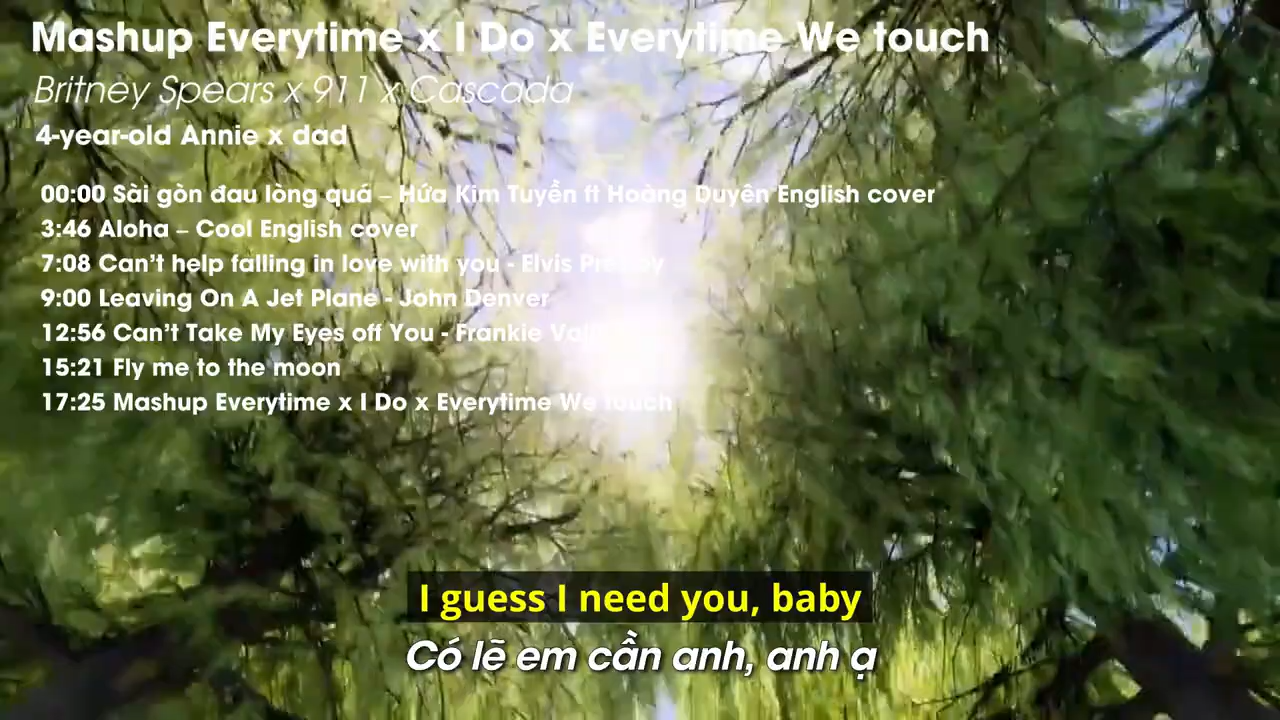 Mashup Everytime x I Do x Everytime We touch
Britney Spears x 911 x Cascada
4-year-old Annie x dad
00:00 Sài gòn đau lòng quá – Hứa Kim Tuyền ft Hoàng Duyên English cover
3:46 Aloha – Cool English cover
7:08 Can't help falling in love with you - Elvis Presley
9:00 Leaving On A Jet Plane - John Denver
12:56 Can't Take My Eyes off You - Frankie
15:21 Fly me to the moon
17:25 Mashup Everytime x I Do x Everytime We touch
I guess I need you, baby
Có lẽ em cần anh, anh ạ